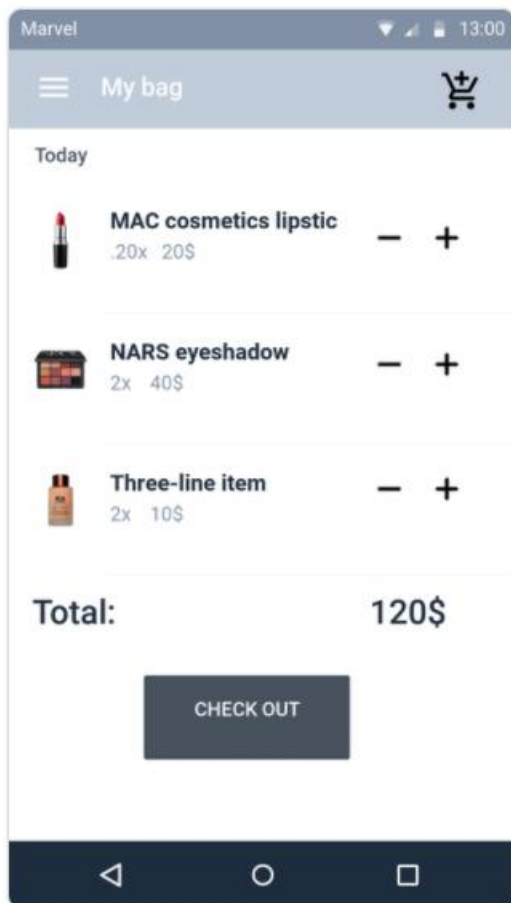 Marvel 13:00
My bag
Today
MAC cosmetics lipstic
.20x 20$
NARS eyeshadow
2x 40$
Three-line item
2x 10$
Total: 120$
CHECK OUT